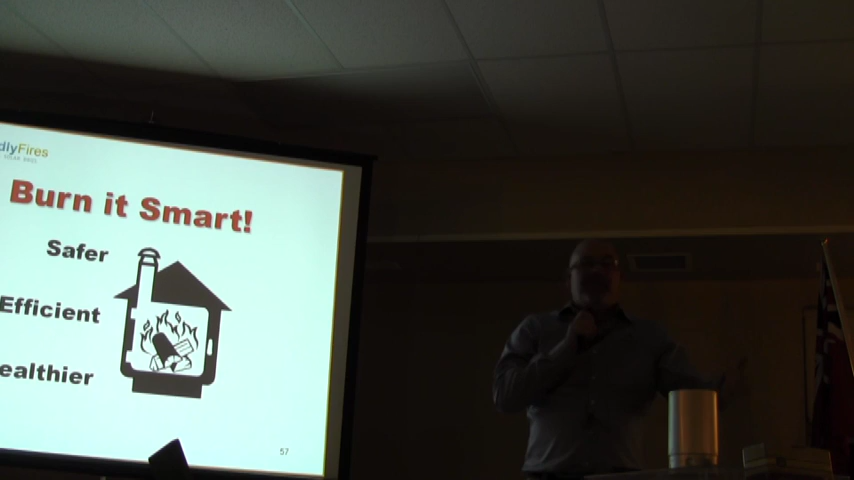 dlyFires
Burn it Smart!
Safer
Efficient
ealthier
57